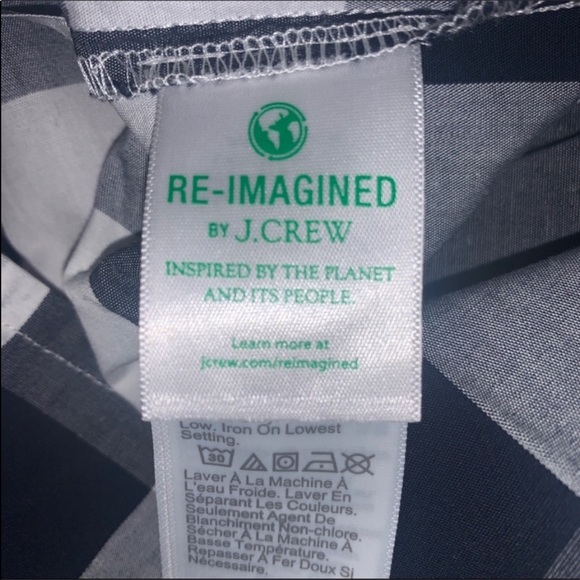 RE-IMAGINED
BY J.CREW
INSPIRED BY THE PLANET
AND ITS PEOPLE.
Learn more at
jcrew.com/reimagined
Low. Iron On Lowest
Setting.
30
Laver À La Machine À
L'eau Froide. Laver En
Séparant Les Couleurs.
Seulement Agent De
Blanchiment Non-chlore.
Sécher À La Machine À
Basse Température.
Repasser À Fer Doux Si
Nécessaire.